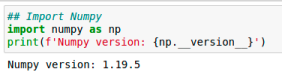 ## Import Numpy
import numpy as np
print(f'Numpy version: {np.__version__}')
Numpy version: 1.19.5